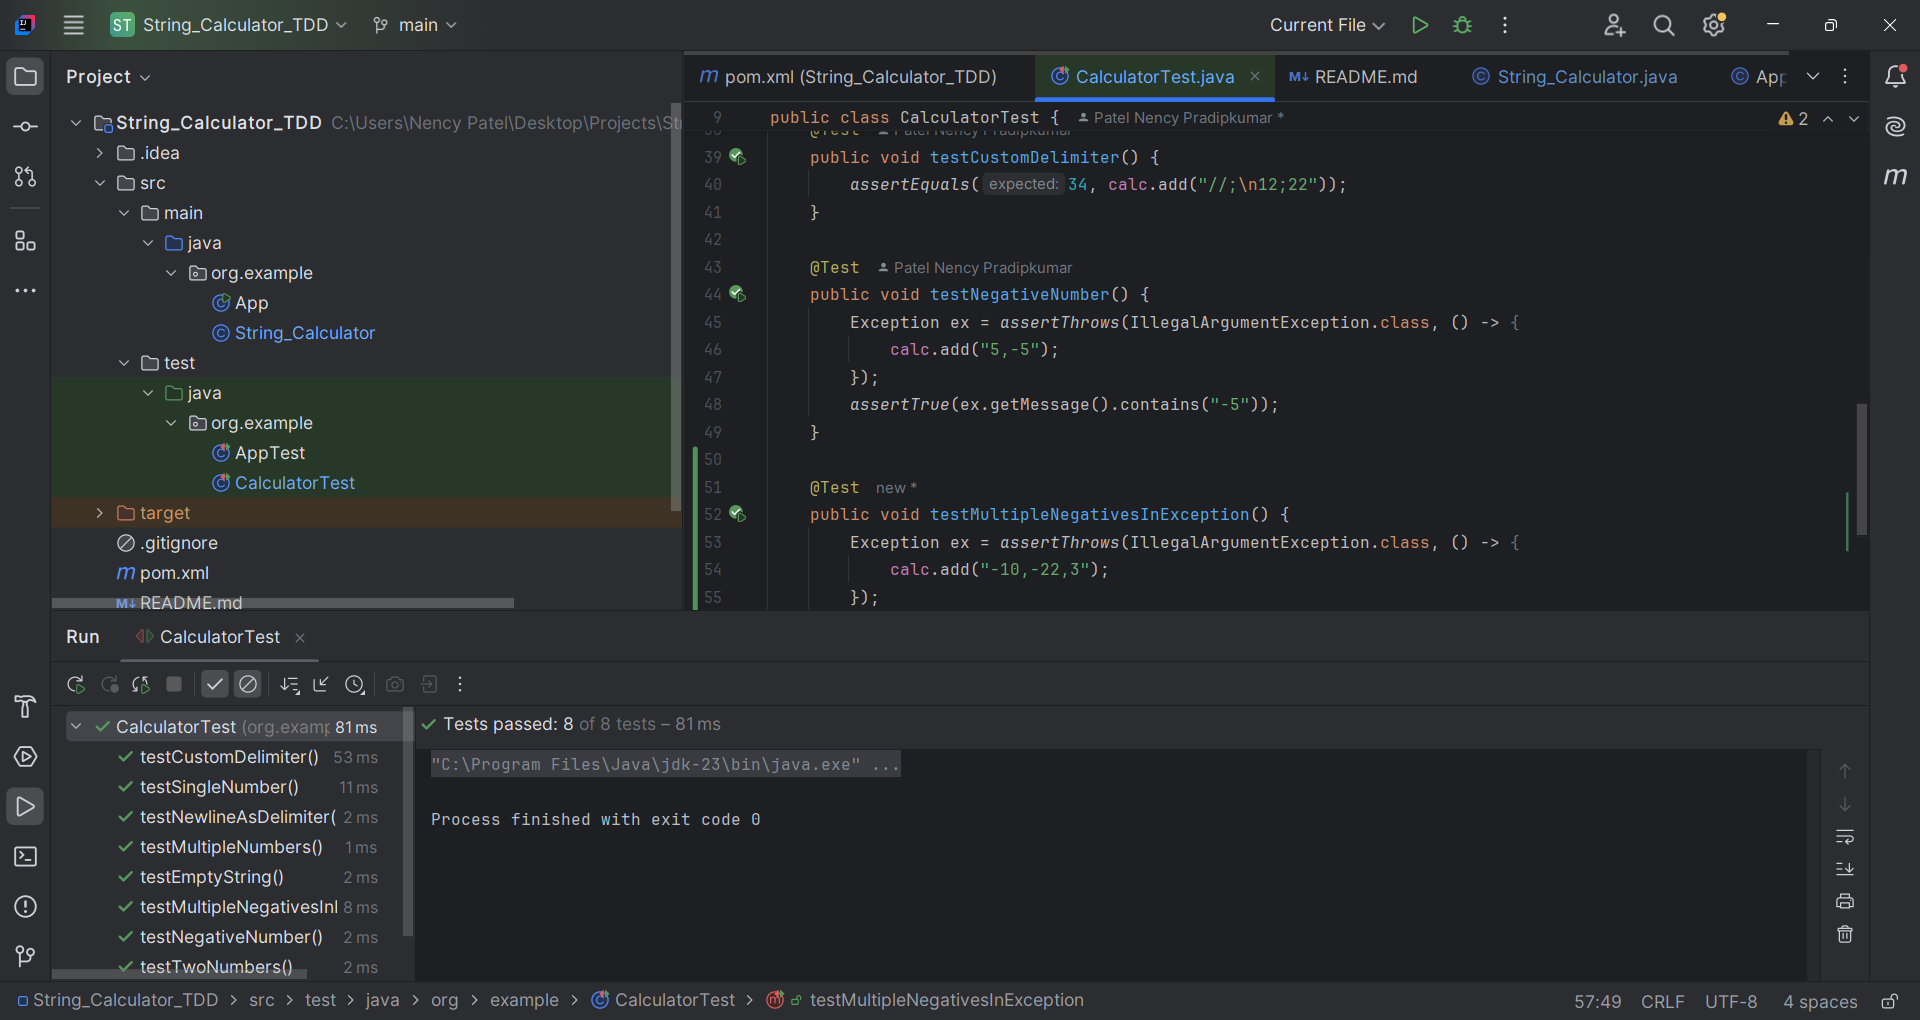 ST String_Calculator_TDD main Current File
Project
String_Calculator_TDD C:\Users\Nency Patel\Desktop\Projects\St
.idea
src
main
java
org.example
App
String_Calculator
test
java
org.example
AppTest
CalculatorTest
target
.gitignore
m pom.xml
M↓ README.md
m pom.xml (String_Calculator_TDD) CalculatorTest.java M↓ README.md String_Calculator.java App
9 public class CalculatorTest { Patel Nency Pradipkumar * 2
38 @Test Patel Nency Pradipkumar
39 public void testCustomDelimiter() {
40 assertEquals( expected: 34, calc.add("//;\n12;22"));
41 }
42
43 @Test Patel Nency Pradipkumar
44 public void testNegativeNumber() {
45 Exception ex = assertThrows(IllegalArgumentException.class, () -> {
46 calc.add("5,-5");
47 });
48 assertTrue(ex.getMessage().contains("-5"));
49 }
50
51 @Test new *
52 public void testMultipleNegativesInException() {
53 Exception ex = assertThrows(IllegalArgumentException.class, () -> {
54 calc.add("-10,-22,3");
55 });
m
Run CalculatorTest
CalculatorTest (org.examp 81 ms
testCustomDelimiter() 53 ms
testSingleNumber() 11 ms
testNewlineAsDelimiter( 2 ms
testMultipleNumbers() 1 ms
testEmptyString() 2 ms
testMultipleNegativesInl 8 ms
testNegativeNumber() 2 ms
testTwoNumbers() 2 ms
Tests passed: 8 of 8 tests – 81 ms
"C:\Program Files\Java\jdk-23\bin\java.exe" ...
Process finished with exit code 0
String_Calculator_TDD > src > test > java > org > example > CalculatorTest > testMultipleNegativesInException 57:49 CRLF UTF-8 4 spaces